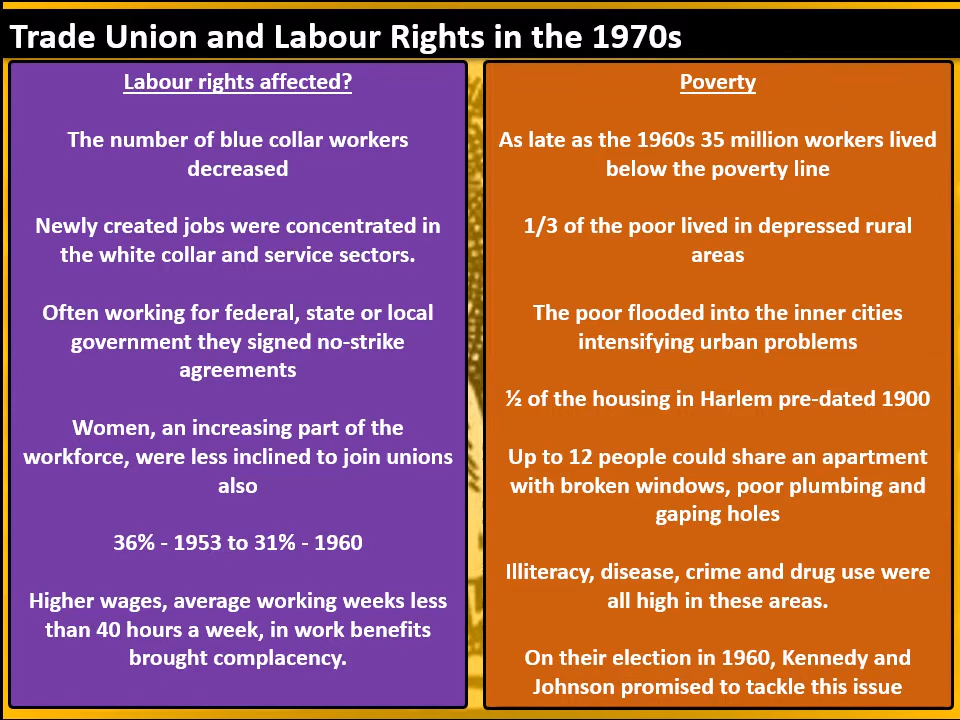 Trade Union and Labour Rights in the 1970s
Labour rights affected?
The number of blue collar workers
decreased
Newly created jobs were concentrated in
the white collar and service sectors.
Often working for federal, state or local
government they signed no-strike
agreements
Women, an increasing part of the
workforce, were less inclined to join unions
also
36% - 1953 to 31% - 1960
Higher wages, average working weeks less
than 40 hours a week, in work benefits
brought complacency.
Poverty
As late as the 1960s 35 million workers lived
below the poverty line
1/3 of the poor lived in depressed rural
areas
The poor flooded into the inner cities
intensifying urban problems
½ of the housing in Harlem pre-dated 1900
Up to 12 people could share an apartment
with broken windows, poor plumbing and
gaping holes
Illiteracy, disease, crime and drug use were
all high in these areas.
On their election in 1960, Kennedy and
Johnson promised to tackle this issue